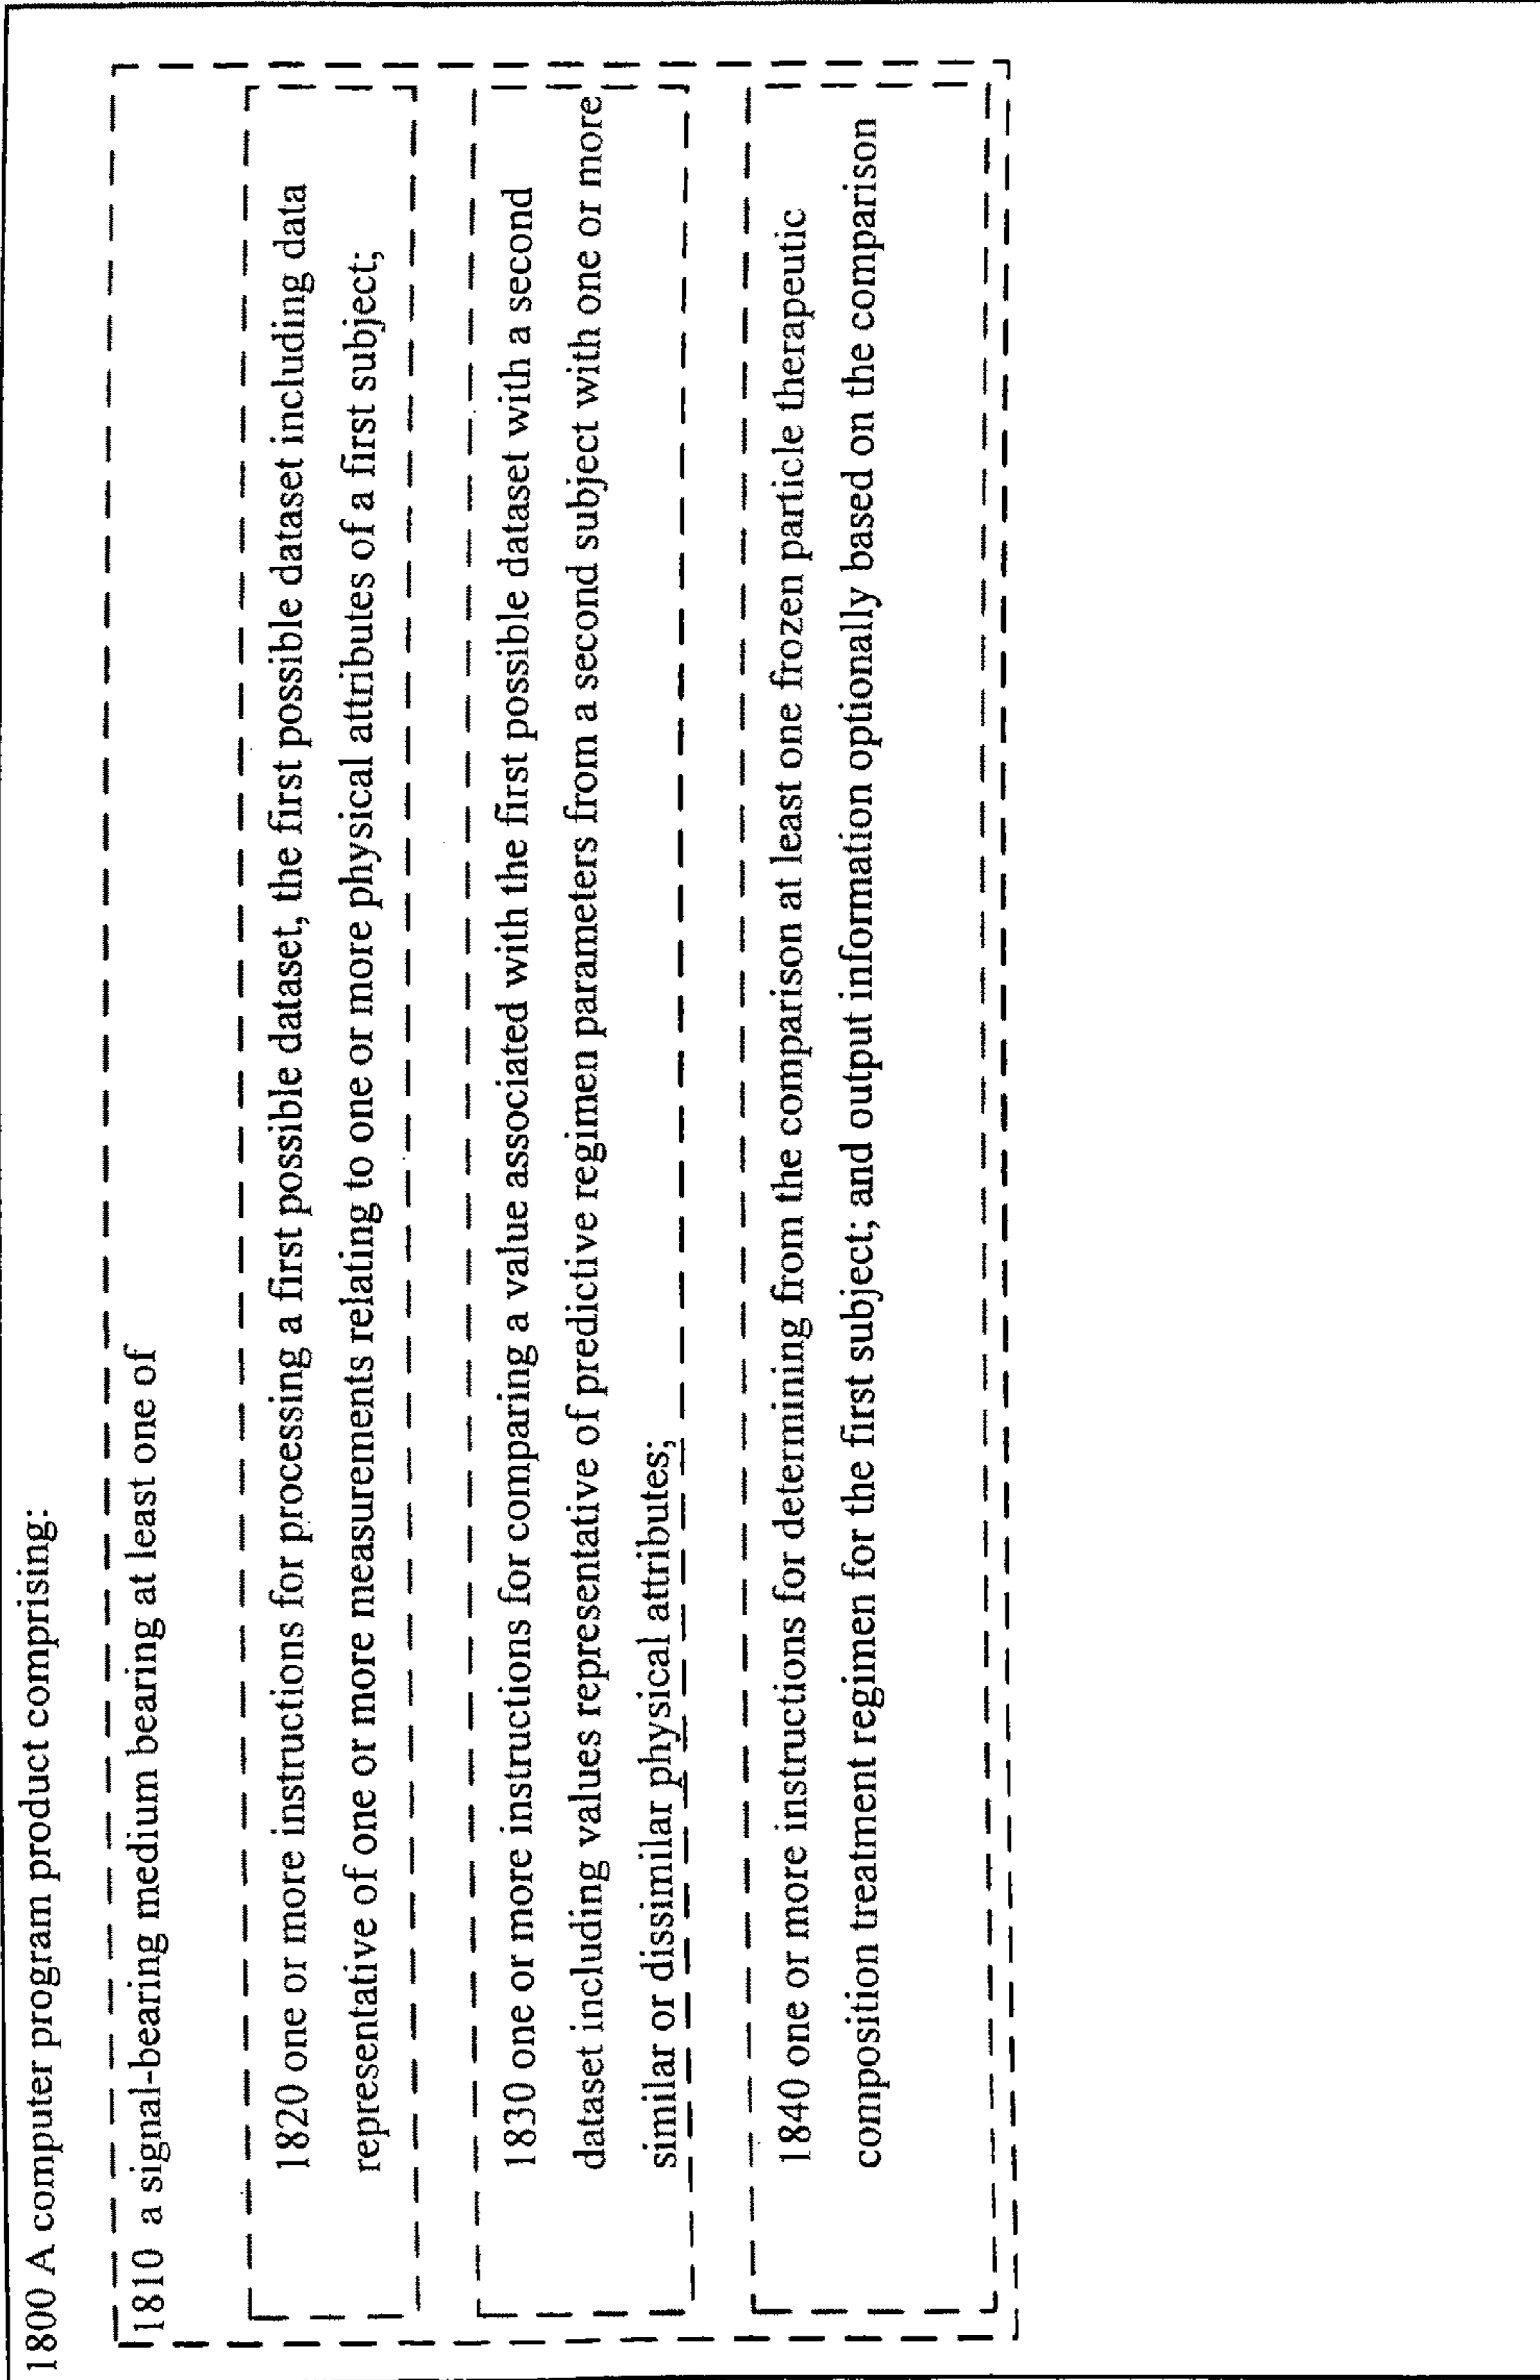 1800 A computer program product comprising:
1810 a signal-bearing medium bearing at least one of
1820 one or more instructions for processing a first possible dataset, the first possible dataset including data
representative of one or more measurements relating to one or more physical attributes of a first subject;
1830 one or more instructions for comparing a value associated with the first possible dataset with a second
dataset including values representative of predictive regimen parameters from a second subject with one or more
similar or dissimilar physical attributes;
1840 one or more instructions for determining from the comparison at least one frozen particle therapeutic
composition treatment regimen for the first subject; and output information optionally based on the comparison